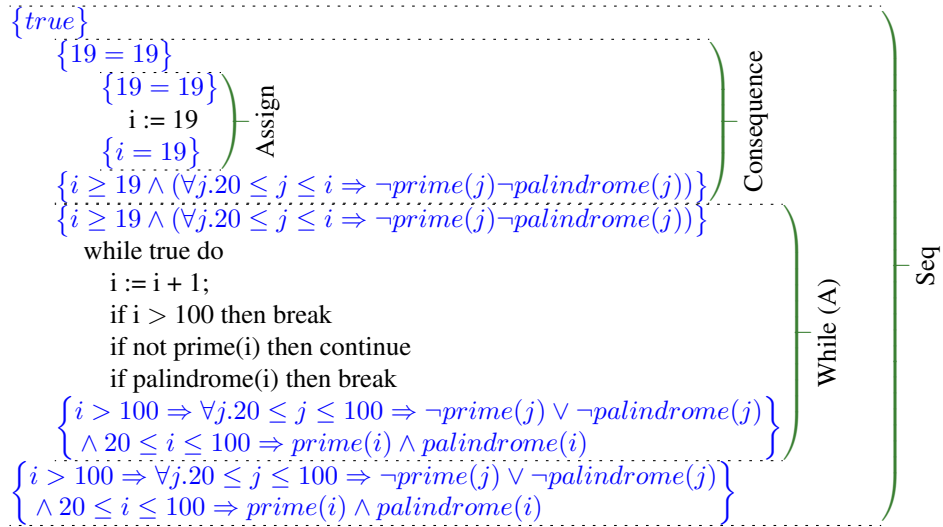 {true}
{19 = 19}
{19 = 19}
i := 19
{i = 19}
Assign
{i ≥ 19 ∧ (∀j.20 ≤ j ≤ i ⇒ ¬prime(j)¬palindrome(j))}
Consequence
{i ≥ 19 ∧ (∀j.20 ≤ j ≤ i ⇒ ¬prime(j)¬palindrome(j))}
while true do
i := i + 1;
if i > 100 then break
if not prime(i) then continue
if palindrome(i) then break
{i > 100 ⇒ ∀j.20 ≤ j ≤ 100 ⇒ ¬prime(j) ∨ ¬palindrome(j)
∧ 20 ≤ i ≤ 100 ⇒ prime(i) ∧ palindrome(i)}
While (A)
{i > 100 ⇒ ∀j.20 ≤ j ≤ 100 ⇒ ¬prime(j) ∨ ¬palindrome(j)
∧ 20 ≤ i ≤ 100 ⇒ prime(i) ∧ palindrome(i)}
Seq